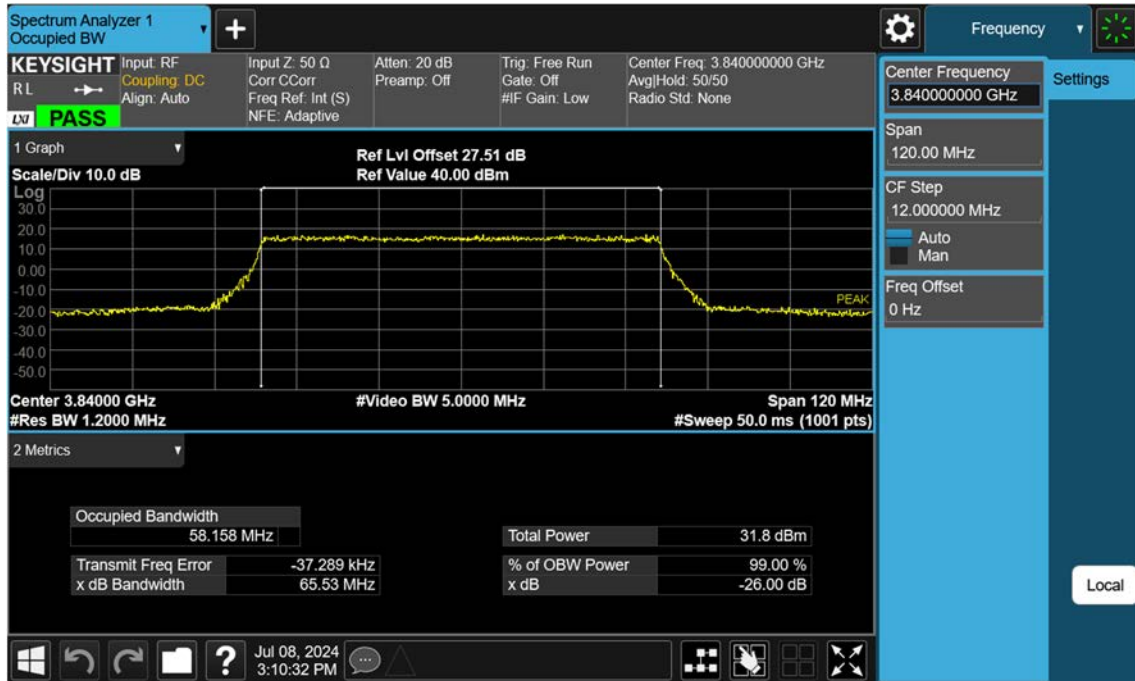 Spectrum Analyzer 1
Occupied BW
+
Frequency
KEYSIGHT
RL
LXI
PASS
Input: RF
Coupling: DC
Align: Auto
Input Z: 50 Ω
Corr CCorr
Freq Ref: Int (S)
NFE: Adaptive
Atten: 20 dB
Preamp: Off
Trig: Free Run
Gate: Off
#IF Gain: Low
Center Freq: 3.840000000 GHz
Avg|Hold: 50/50
Radio Std: None
Center Frequency
3.840000000 GHz
Settings
Span
120.00 MHz
CF Step
12.000000 MHz
Auto
Man
Freq Offset
0 Hz
Local
1 Graph
Scale/Div 10.0 dB
Ref Lvl Offset 27.51 dB
Ref Value 40.00 dBm
Log
30.0
20.0
10.0
0.00
-10.0
-20.0
-30.0
-40.0
-50.0
PEAK
Center 3.84000 GHz
#Video BW 5.0000 MHz
Span 120 MHz
#Res BW 1.2000 MHz
#Sweep 50.0 ms (1001 pts)
2 Metrics
Occupied Bandwidth
58.158 MHz
Total Power 31.8 dBm
Transmit Freq Error -37.289 kHz
% of OBW Power 99.00 %
x dB Bandwidth 65.53 MHz
x dB -26.00 dB
?
Jul 08, 2024
3:10:32 PM